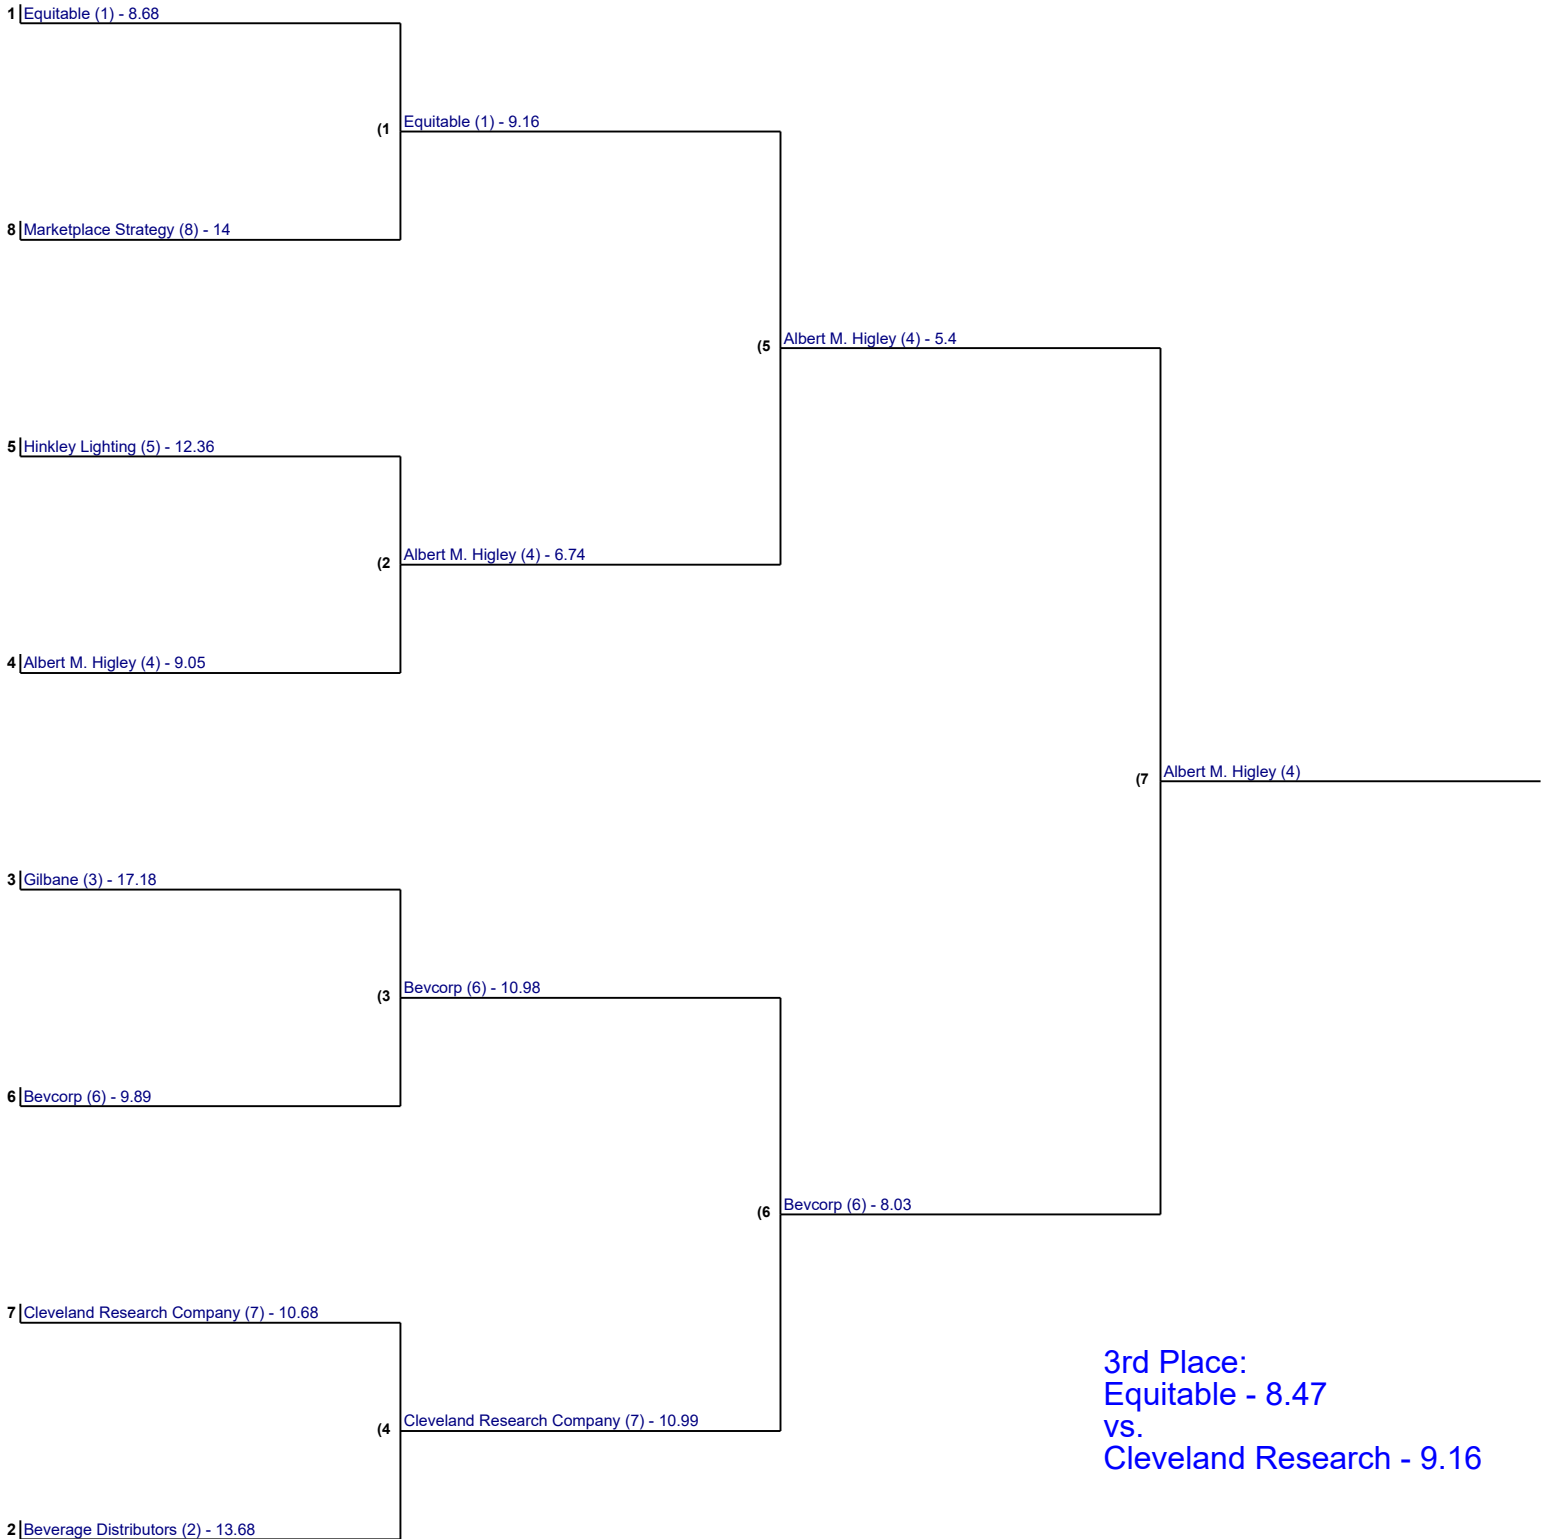 1 Equitable (1) - 8.68
(1 Equitable (1) - 9.16
8 Marketplace Strategy (8) - 14
(5 Albert M. Higley (4) - 5.4
5 Hinkley Lighting (5) - 12.36
(2 Albert M. Higley (4) - 6.74
4 Albert M. Higley (4) - 9.05
(7 Albert M. Higley (4)
3 Gilbane (3) - 17.18
(3 Bevcorp (6) - 10.98
6 Bevcorp (6) - 9.89
(6 Bevcorp (6) - 8.03
7 Cleveland Research Company (7) - 10.68
(4 Cleveland Research Company (7) - 10.99
2 Beverage Distributors (2) - 13.68
3rd Place:
Equitable - 8.47
vs.
Cleveland Research - 9.16